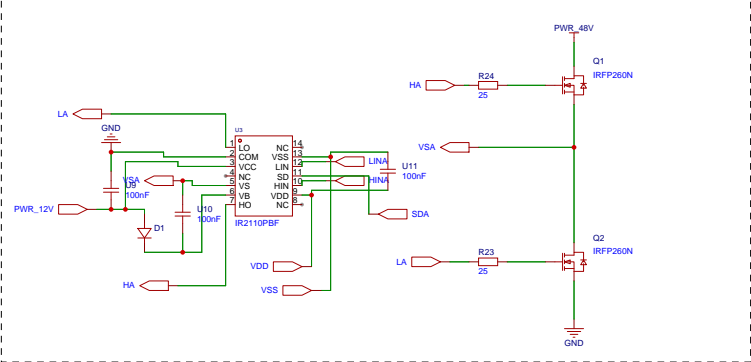 PWR_48V
Q1
IRFP260N
HA
R24
25
VSA
LA
R23
25
Q2
IRFP260N
GND
LA
GND
U3
1
LO
2
COM
3
VCC
4
NC
5
VS
6
VB
7
HO
14
NC
13
VSS
12
LIN
11
SD
10
HIN
9
VDD
8
NC
IR2110PBF
VSA
U9
100nF
PWR_12V
U10
100nF
D1
HA
LINA
HINA
U11
100nF
SDA
VDD
VSS